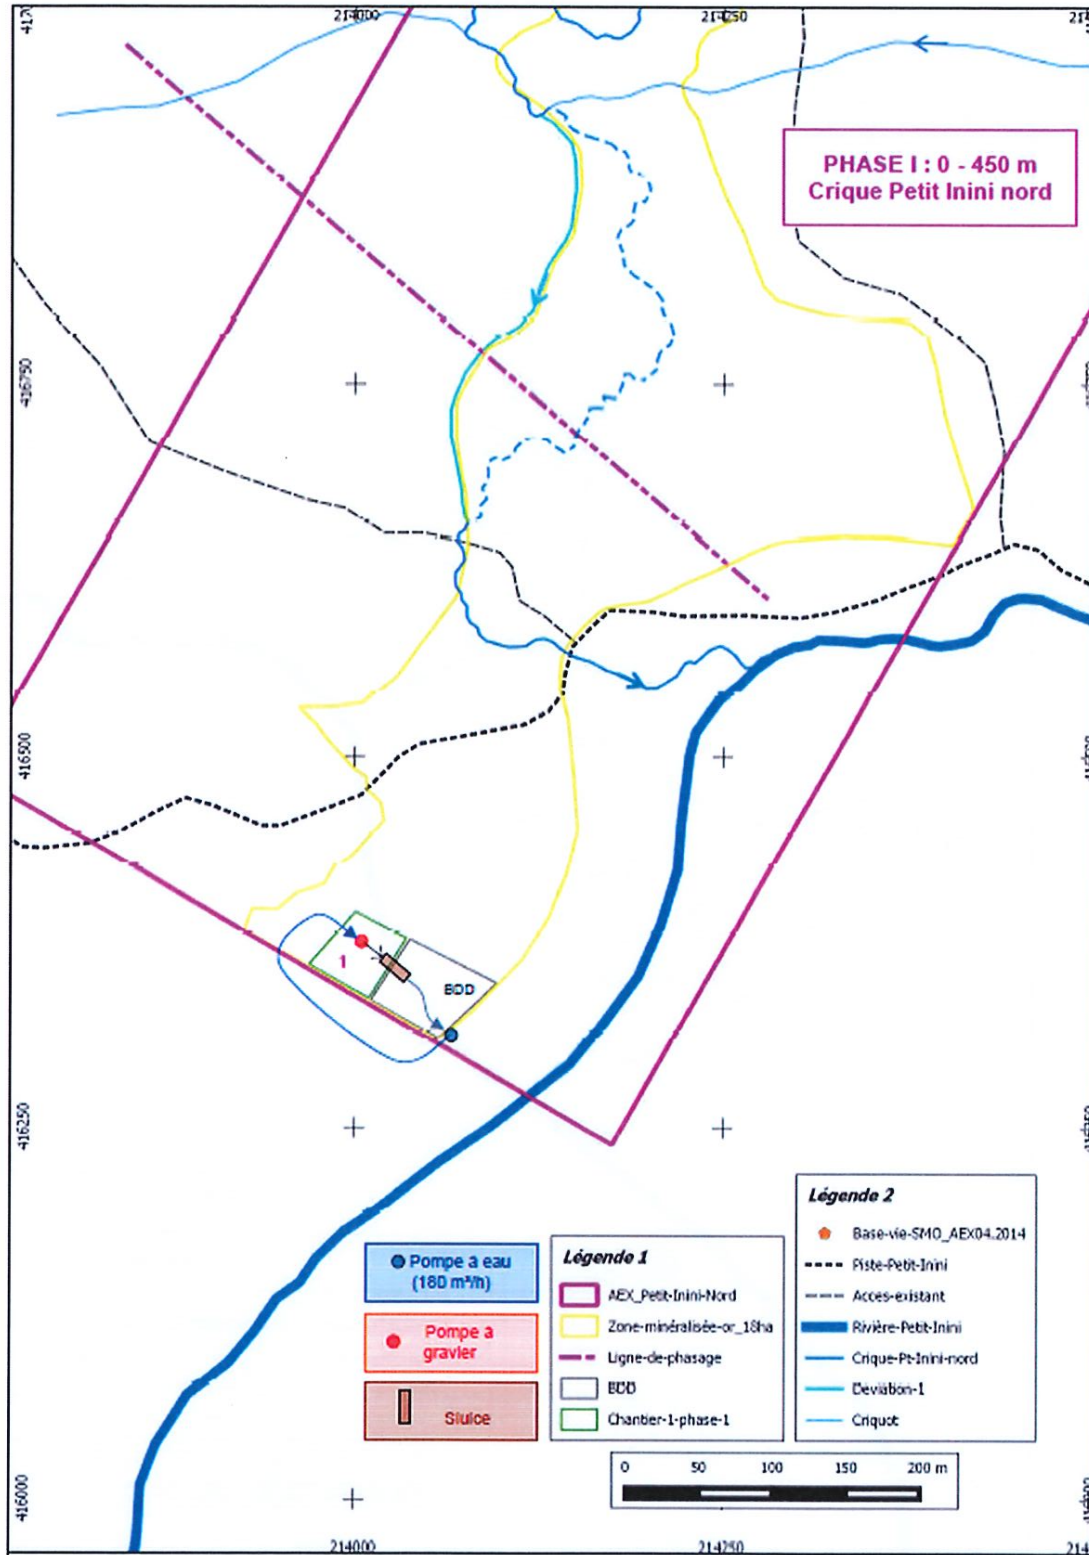 214000
214250
PHASE I : 0 - 450 m
Crique Petit Inini nord
416750
416500
1
BDD
416250
Pompe à eau
(180 m³/h)
Pompe à
gravier
Sluice
Légende 1
AEX_Petit-Inini-Nord
Zone-minéralisée-or_18ha
Ligne-de-phasage
BDD
Chantier-1-phase-1
Légende 2
Base-vie-SMO_AEX04.2014
Piste-Petit-Inini
Acces-existant
Rivière-Petit-Inini
Crique-Pt-Inini-nord
Deviation-1
Criquot
0 50 100 150 200 m
416000
214000
214250